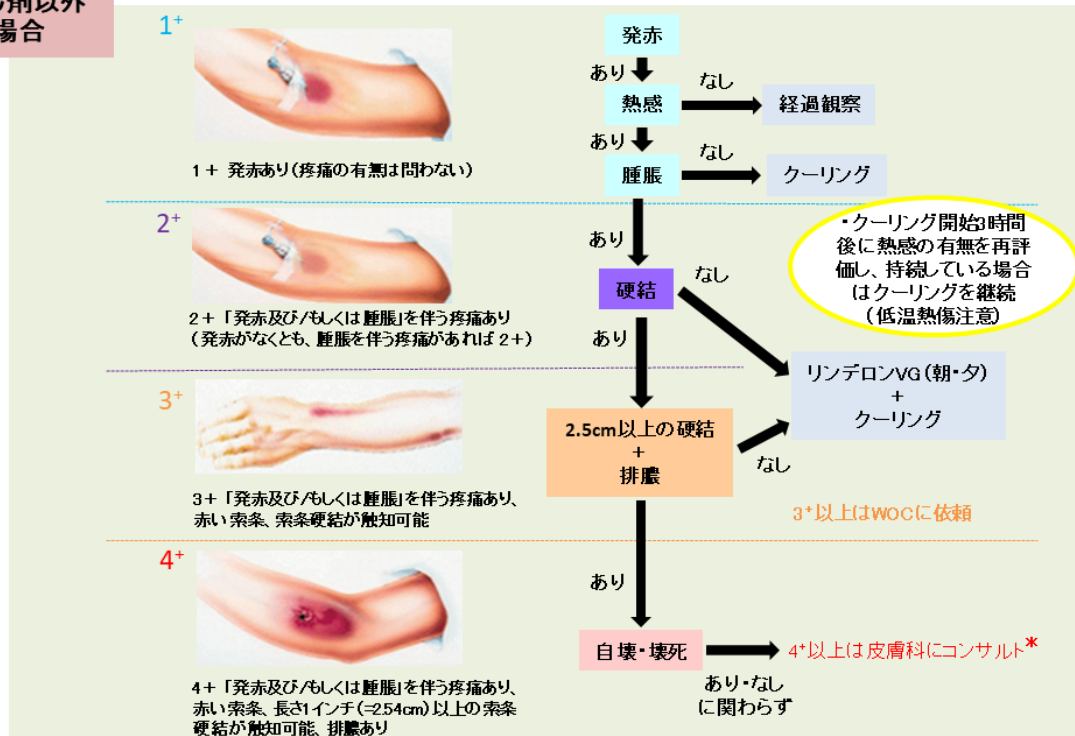 剤以外
場合
1+
発赤
あり
なし
熱感
経過観察
あり
なし
腫脹
クーリング
1+ 発赤あり(疼痛の有無は問わない)
2+
あり
・クーリング開始3時間
後に熱感の有無を再評
価し、持続している場合
はクーリングを継続
(低温熱傷注意)
硬結
なし
2+「発赤及び/もしくは腫脹」を伴う疼痛あり
(発赤がなくとも、腫脹を伴う疼痛があれば 2+)
あり
リンデロンVG(朝・夕)
+
クーリング
3+
2.5cm以上の硬結
+
排膿
なし
3+「発赤及び/もしくは腫脹」を伴う疼痛あり、
赤い索条、索条硬結が触知可能
3+以上はWOCに依頼
4+
あり
自壊・壊死
4+以上は皮膚科にコンサルト*
あり・なし
に関わらず
4+「発赤及び/もしくは腫脹」を伴う疼痛あり、
赤い索条、長さ1インチ(=2.54cm)以上の索条
硬結が触知可能、排膿あり